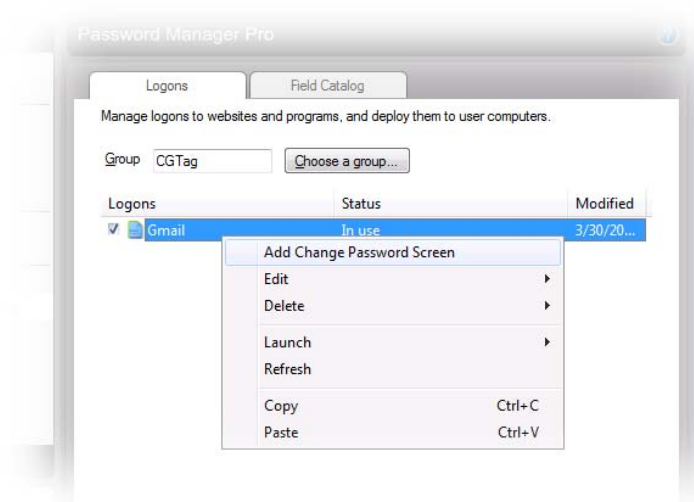 Password Manager Pro
Logons Field Catalog
Manage logons to websites and programs, and deploy them to user computers.
Group CGTag Choose a group...
Logons Status Modified
Gmail In use 3/30/20...
Add Change Password Screen
Edit
Delete
Launch
Refresh
Copy Ctrl+C
Paste Ctrl+V